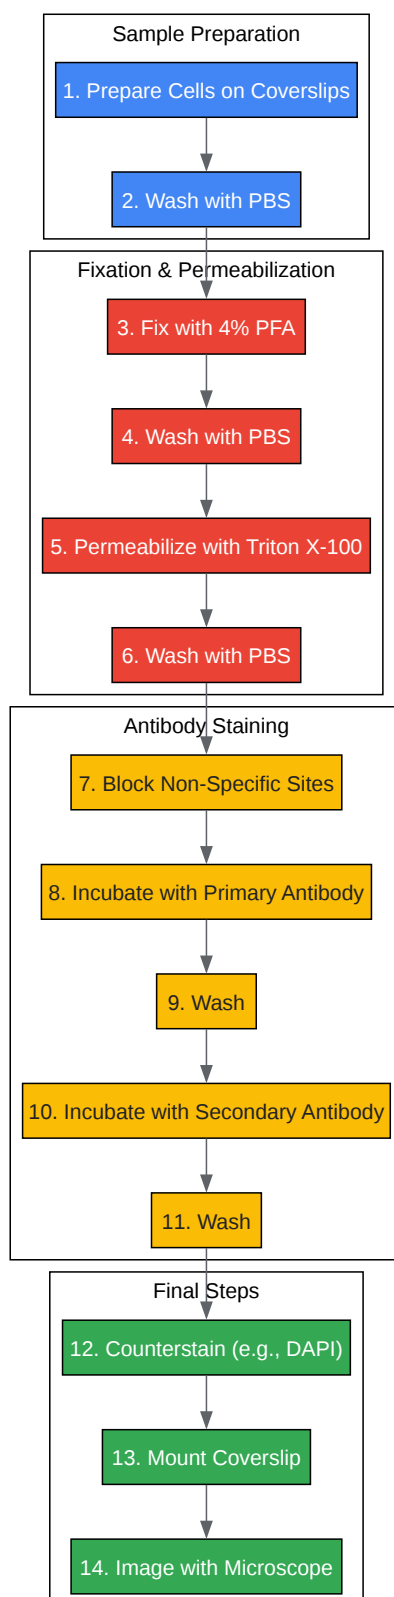 Sample Preparation
1. Prepare Cells on Coverslips
2. Wash with PBS
Fixation & Permeabilization
3. Fix with 4% PFA
4. Wash with PBS
5. Permeabilize with Triton X-100
6. Wash with PBS
Antibody Staining
7. Block Non-Specific Sites
8. Incubate with Primary Antibody
9. Wash
10. Incubate with Secondary Antibody
11. Wash
Final Steps
12. Counterstain (e.g., DAPI)
13. Mount Coverslip
14. Image with Microscope